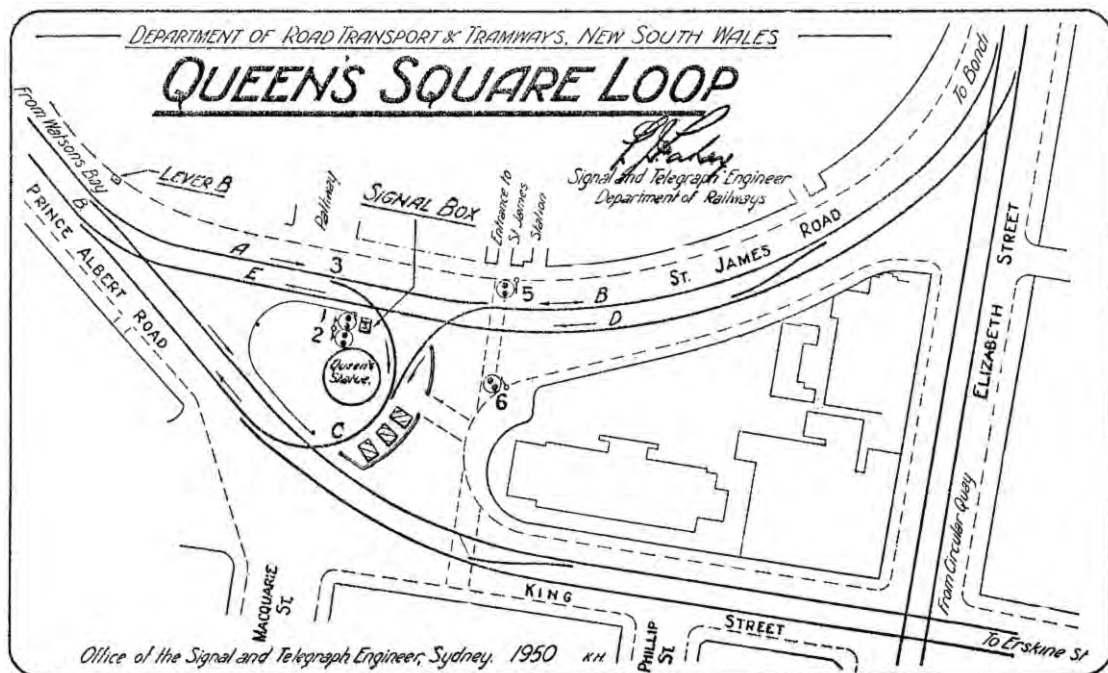 DEPARTMENT OF ROAD TRANSPORT & TRAMWAYS, NEW SOUTH WALES
QUEEN'S SQUARE LOOP
Signal and Telegraph Engineer
Department of Railways
From Watsons Bay
LEVER B
Pathway
SIGNAL BOX
Entrance to
St James
Station
To Bondi
PRINCE ALBERT ROAD
A
3
E
B
5
D
ST. JAMES ROAD
ELIZABETH STREET
2
Queen's
Statue.
6
C
From Circular Quay
MACQUARIE
ST.
KING STREET
PHILLIP
ST.
To Erskine St
Office of the Signal and Telegraph Engineer, Sydney. 1950 K.H.